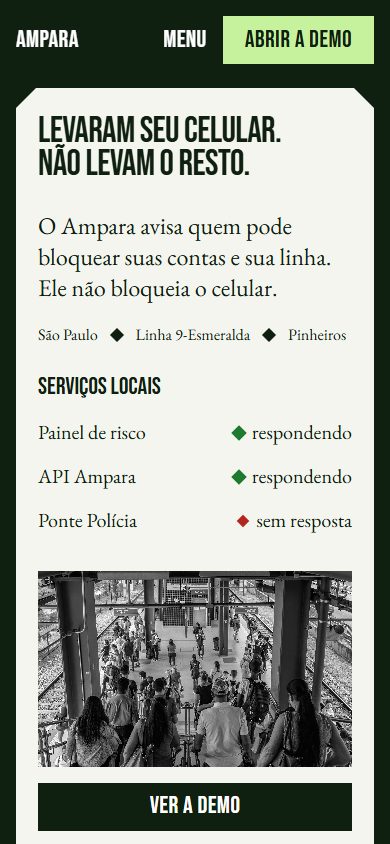 AMPARA MENU ABRIR A DEMO
LEVARAM SEU CELULAR.
NÃO LEVAM O RESTO.
O Ampara avisa quem pode
bloquear suas contas e sua linha.
Ele não bloqueia o celular.
São Paulo ◆ Linha 9-Esmeralda ◆ Pinheiros
SERVIÇOS LOCAIS
Painel de risco ◆ respondendo
API Ampara ◆ respondendo
Ponte Polícia ◆ sem resposta
VER A DEMO